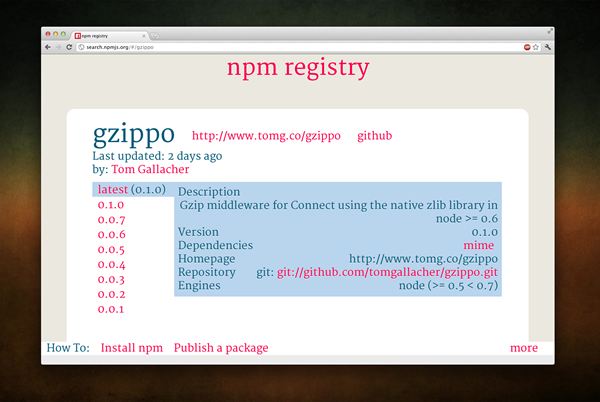 npm registry
search.npmjs.org/#/gzippo
npm registry
gzippo http://www.tomg.co/gzippo github
Last updated: 2 days ago
by: Tom Gallacher
latest (0.1.0)
0.1.0
0.0.7
0.0.6
0.0.5
0.0.4
0.0.3
0.0.2
0.0.1
Description
Gzip middleware for Connect using the native zlib library in
node >= 0.6
Version 0.1.0
Dependencies mime
Homepage http://www.tomg.co/gzippo
Repository git: git://github.com/tomgallacher/gzippo.git
Engines node (>= 0.5 < 0.7)
How To: Install npm Publish a package more